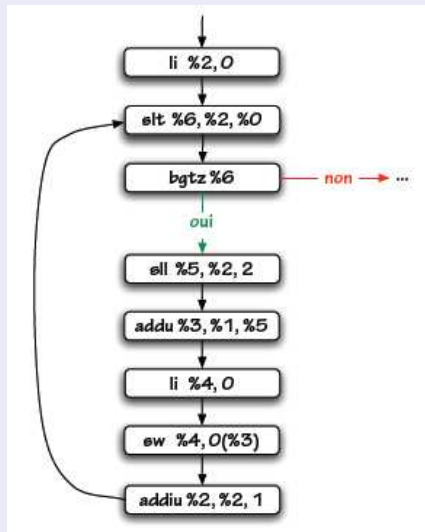 li %2, 0
slt %6, %2, %0
bgtz %6
non
...
oui
sll %5, %2, 2
addu %3, %1, %5
li %4, 0
sw %4, 0(%3)
addiu %2, %2, 1